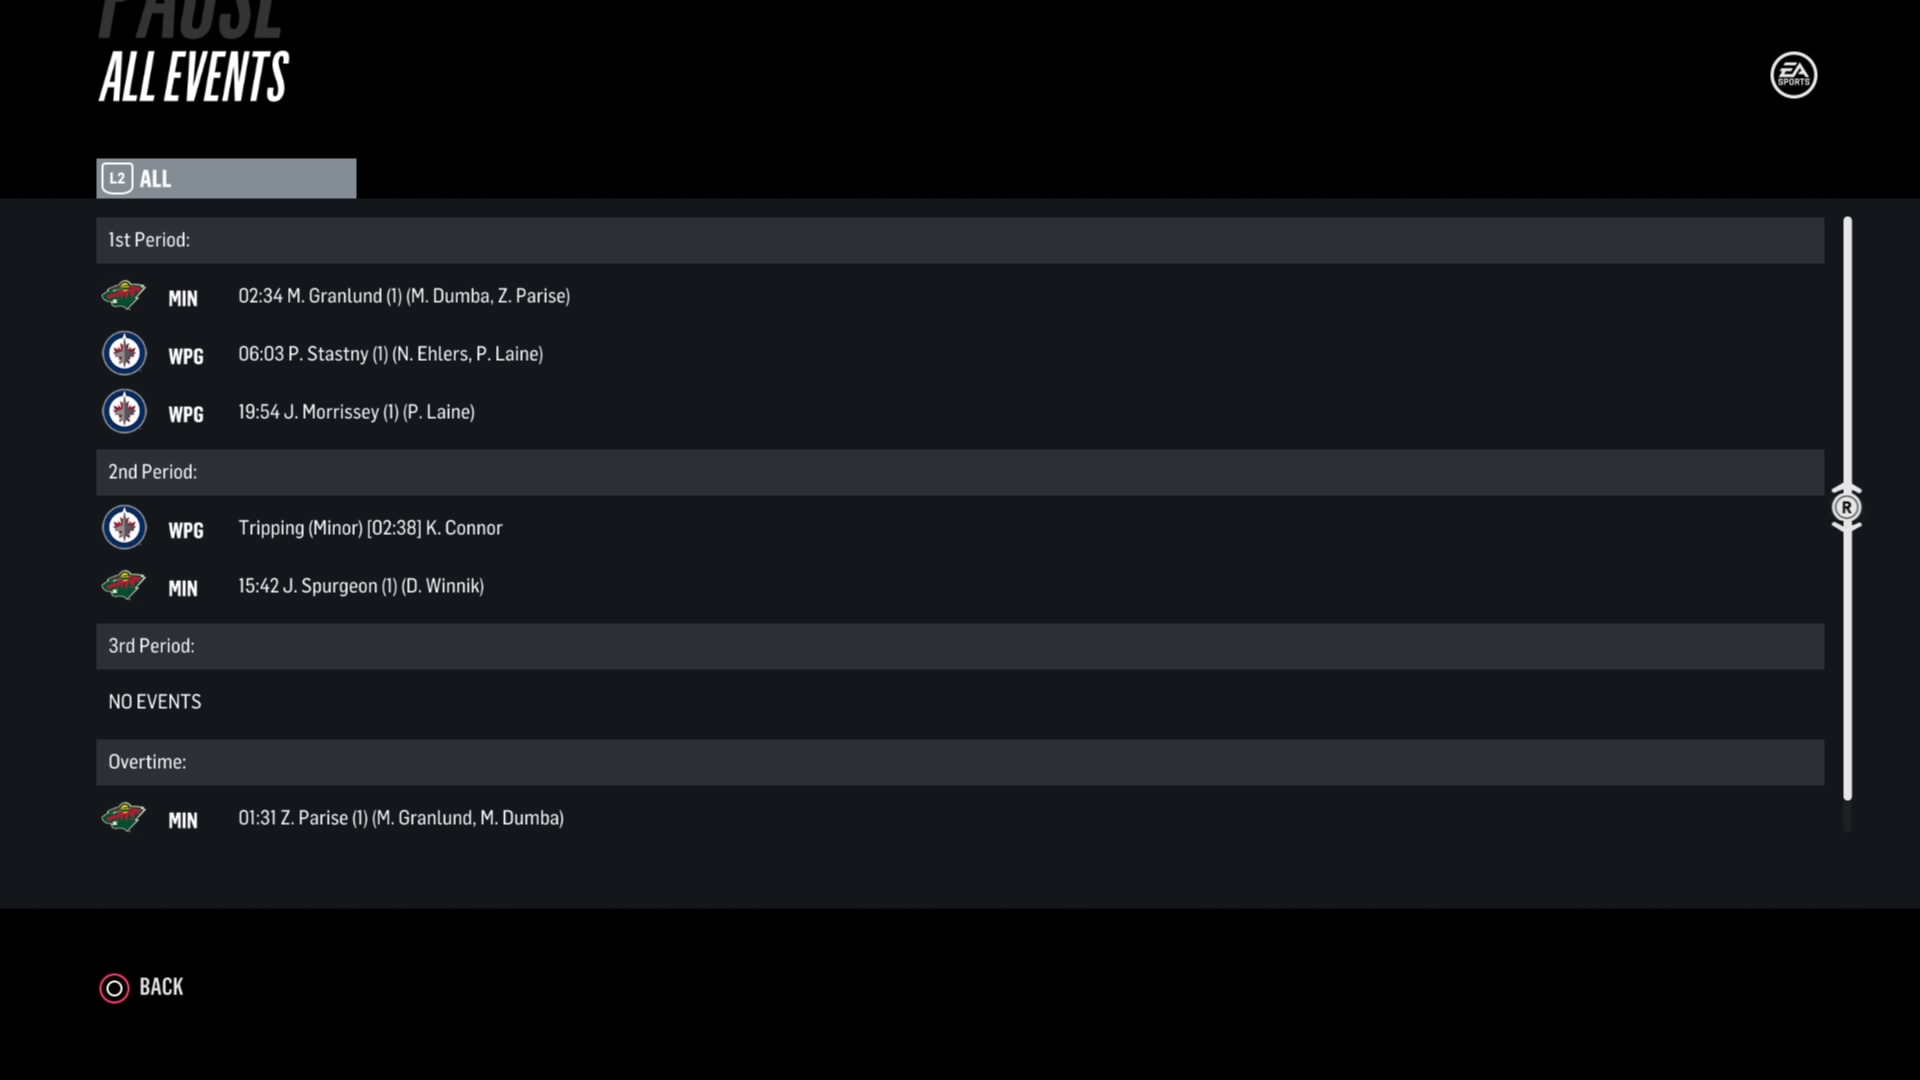 PAUSE
ALL EVENTS
EA
SPORTS
L2 ALL
1st Period:
MIN 02:34 M. Granlund (1) (M. Dumba, Z. Parise)
WPG 06:03 P. Stastny (1) (N. Ehlers, P. Laine)
WPG 19:54 J. Morrissey (1) (P. Laine)
2nd Period:
WPG Tripping (Minor) [02:38] K. Connor
MIN 15:42 J. Spurgeon (1) (D. Winnik)
3rd Period:
NO EVENTS
Overtime:
MIN 01:31 Z. Parise (1) (M. Granlund, M. Dumba)
R
BACK